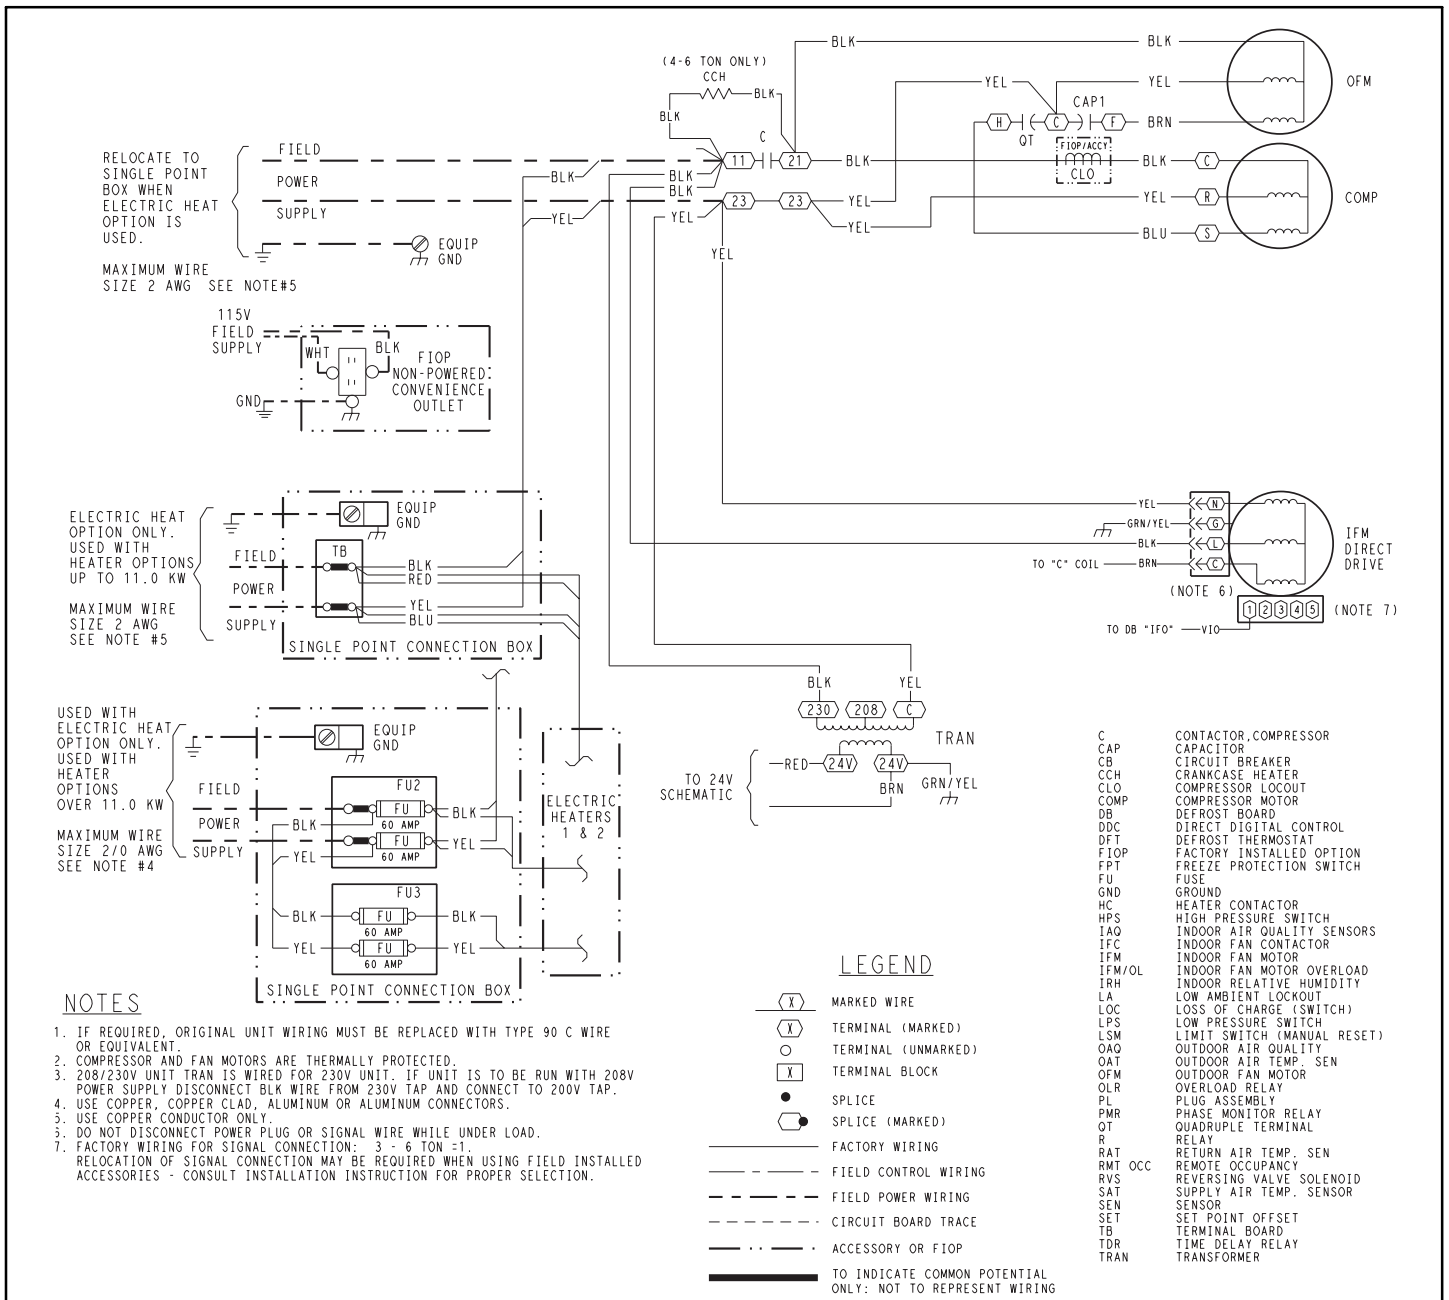 BLK
BLK
(4-6 TON ONLY)
CCH
BLK
BLK
YEL
YEL
OFM
CAP1
H
C
F
BRN
QT
C
FIOP/ACCY
CLO
11
21
BLK
BLK
C
RELOCATE TO
SINGLE POINT
BOX WHEN
ELECTRIC HEAT
OPTION IS
USED.
FIELD
POWER
SUPPLY
BLK
BLK
BLK
23
23
YEL
YEL
YEL
YEL
YEL
YEL
R
COMP
BLU
S
EQUIP
GND
MAXIMUM WIRE
SIZE 2 AWG SEE NOTE#5
115V
FIELD
SUPPLY
WHT
BLK
FIOP
NON-POWERED
CONVENIENCE
OUTLET
GND
ELECTRIC HEAT
OPTION ONLY.
USED WITH
HEATER OPTIONS
UP TO 11.0 KW
MAXIMUM WIRE
SIZE 2 AWG
SEE NOTE #5
FIELD
POWER
SUPPLY
EQUIP
GND
TB
BLK
RED
YEL
BLU
SINGLE POINT CONNECTION BOX
YEL
N
GRN/YEL
G
BLK
L
TO "C" COIL
BRN
C
IFM
DIRECT
DRIVE
(NOTE 6)
1 2 3 4 5
(NOTE 7)
TO DB "IFO"
VIO
USED WITH
ELECTRIC HEAT
OPTION ONLY.
USED WITH
HEATER
OPTIONS
OVER 11.0 KW
MAXIMUM WIRE
SIZE 2/0 AWG
SEE NOTE #4
FIELD
POWER
SUPPLY
EQUIP
GND
FU2
FU
60 AMP
FU
60 AMP
BLK
YEL
BLK
YEL
FU3
BLK
FU
BLK
60 AMP
YEL
FU
YEL
60 AMP
SINGLE POINT CONNECTION BOX
ELECTRIC
HEATERS
1 & 2
BLK
YEL
230
208
C
TRAN
RED
24V
24V
BRN
GRN/YEL
TO 24V
SCHEMATIC
NOTES
1. IF REQUIRED, ORIGINAL UNIT WIRING MUST BE REPLACED WITH TYPE 90 C WIRE
OR EQUIVALENT.
2. COMPRESSOR AND FAN MOTORS ARE THERMALLY PROTECTED.
3. 208/230V UNIT TRAN IS WIRED FOR 230V UNIT. IF UNIT IS TO BE RUN WITH 208V
POWER SUPPLY DISCONNECT BLK WIRE FROM 230V TAP AND CONNECT TO 200V TAP.
4. USE COPPER, COPPER CLAD, ALUMINUM OR ALUMINUM CONNECTORS.
5. USE COPPER CONDUCTOR ONLY.
6. DO NOT DISCONNECT POWER PLUG OR SIGNAL WIRE WHILE UNDER LOAD.
7. FACTORY WIRING FOR SIGNAL CONNECTION: 3 - 6 TON =1.
RELOCATION OF SIGNAL CONNECTION MAY BE REQUIRED WHEN USING FIELD INSTALLED
ACCESSORIES - CONSULT INSTALLATION INSTRUCTION FOR PROPER SELECTION.
LEGEND
X MARKED WIRE
X TERMINAL (MARKED)
TERMINAL (UNMARKED)
X TERMINAL BLOCK
SPLICE
SPLICE (MARKED)
FACTORY WIRING
FIELD CONTROL WIRING
FIELD POWER WIRING
CIRCUIT BOARD TRACE
ACCESSORY OR FIOP
TO INDICATE COMMON POTENTIAL
ONLY: NOT TO REPRESENT WIRING
C CONTACTOR,COMPRESSOR
CAP CAPACITOR
CB CIRCUIT BREAKER
CCH CRANKCASE HEATER
CLO COMPRESSOR LOCOUT
COMP COMPRESSOR MOTOR
DB DEFROST BOARD
DDC DIRECT DIGITAL CONTROL
DFT DEFROST THERMOSTAT
FIOP FACTORY INSTALLED OPTION
FPT FREEZE PROTECTION SWITCH
FU FUSE
GND GROUND
HC HEATER CONTACTOR
HPS HIGH PRESSURE SWITCH
IAQ INDOOR AIR QUALITY SENSORS
IFC INDOOR FAN CONTACTOR
IFM INDOOR FAN MOTOR
IFM/OL INDOOR FAN MOTOR OVERLOAD
IRH INDOOR RELATIVE HUMIDITY
LA LOW AMBIENT LOCKOUT
LOC LOSS OF CHARGE (SWITCH)
LPS LOW PRESSURE SWITCH
LSM LIMIT SWITCH (MANUAL RESET)
OAQ OUTDOOR AIR QUALITY
OAT OUTDOOR AIR TEMP. SEN
OFM OUTDOOR FAN MOTOR
OLR OVERLOAD RELAY
PL PLUG ASSEMBLY
PMR PHASE MONITOR RELAY
QT QUADRUPLE TERMINAL
R RELAY
RAT RETURN AIR TEMP. SEN
RMT OCC REMOTE OCCUPANCY
RVS REVERSING VALVE SOLENOID
SAT SUPPLY AIR TEMP. SENSOR
SEN SENSOR
SET SET POINT OFFSET
TB TERMINAL BOARD
TDR TIME DELAY RELAY
TRAN TRANSFORMER